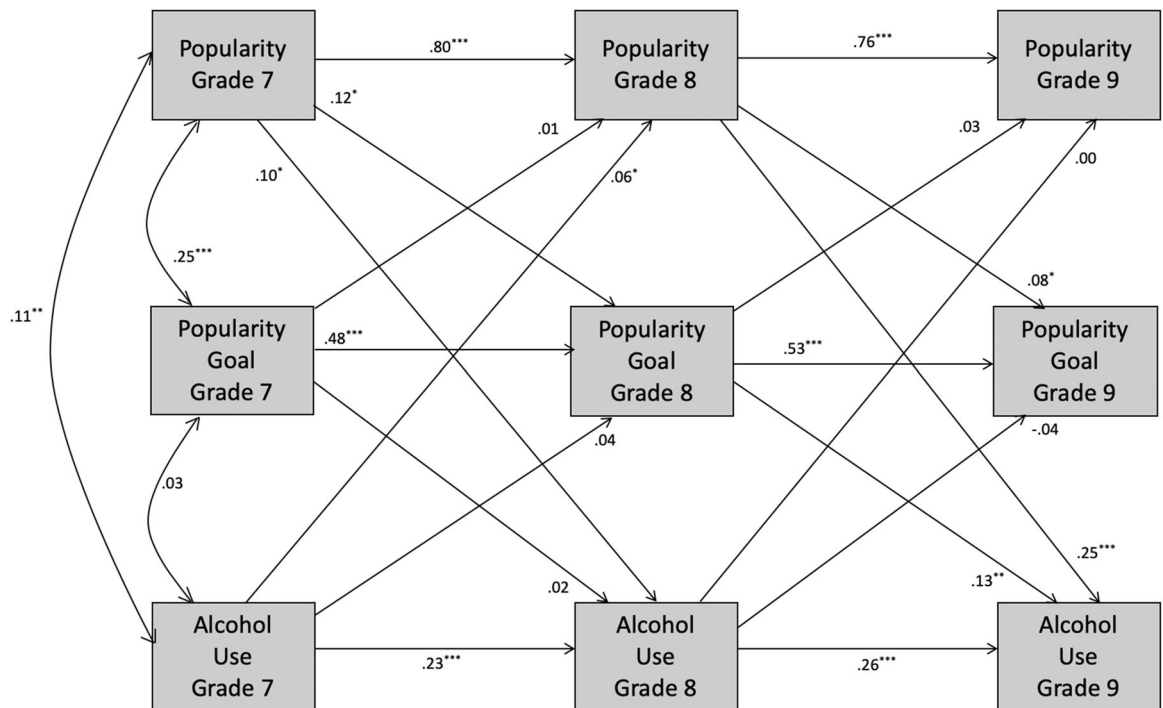 Popularity
Grade 7
.80***
Popularity
Grade 8
.76***
Popularity
Grade 9
.12*
.01
.03
.10*
.06*
.00
.25***
.11**
.08*
Popularity
Goal
Grade 7
.48***
Popularity
Goal
Grade 8
.53***
Popularity
Goal
Grade 9
.04
-.04
.03
.25***
.02
.13**
Alcohol
Use
Grade 7
.23***
Alcohol
Use
Grade 8
.26***
Alcohol
Use
Grade 9